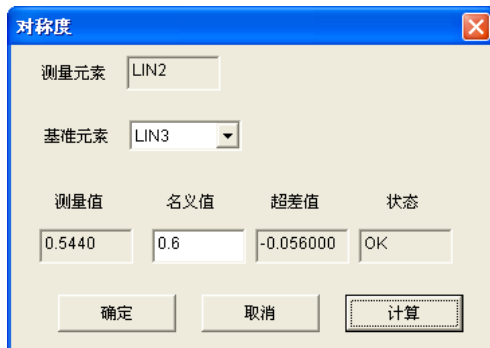 对称度
测量元素 LIN2
基准元素 LIN3
测量值 名义值 超差值 状态
0.5440 0.6 -0.056000 OK
确定 取消 计算